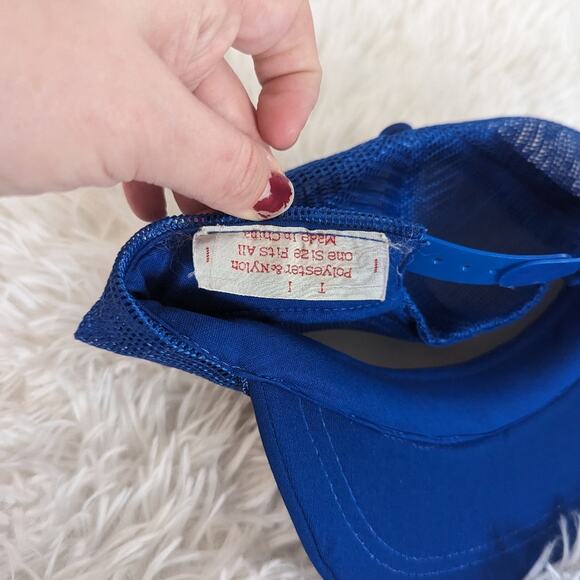 T I
Polyester & Nylon
One Size Fits All
Made In China